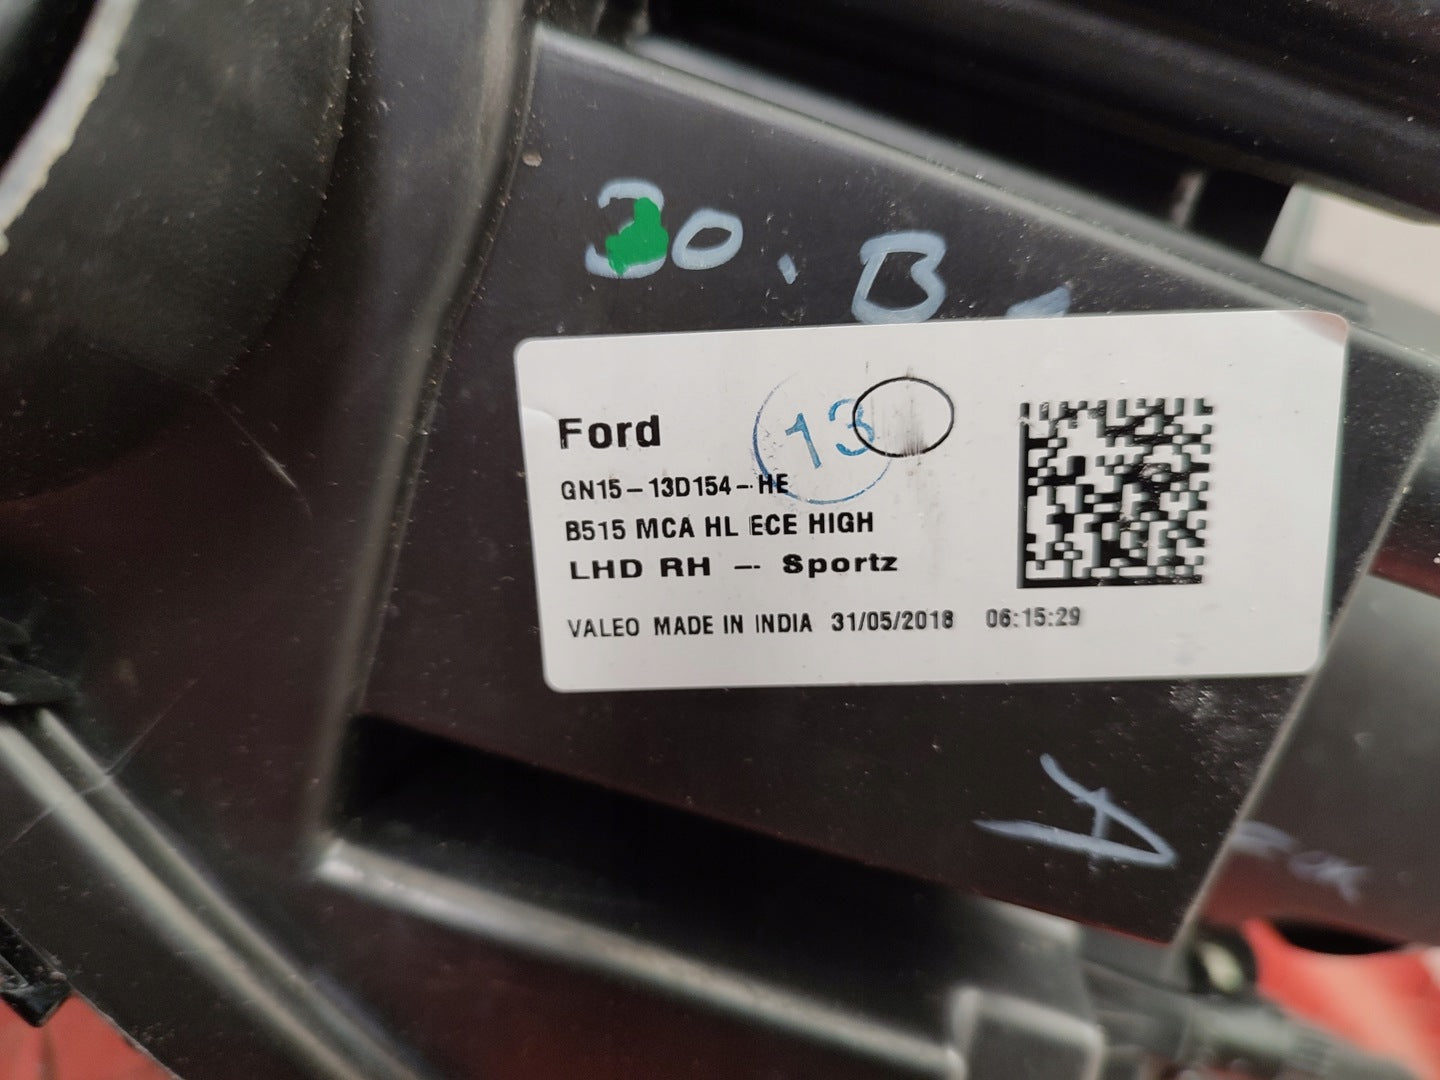 30. B
Ford
13
GN15-13D154-HE
B515 MCA HL ECE HIGH
LHD RH -- Sportz
VALEO MADE IN INDIA 31/05/2018 06:15:29
A
OK